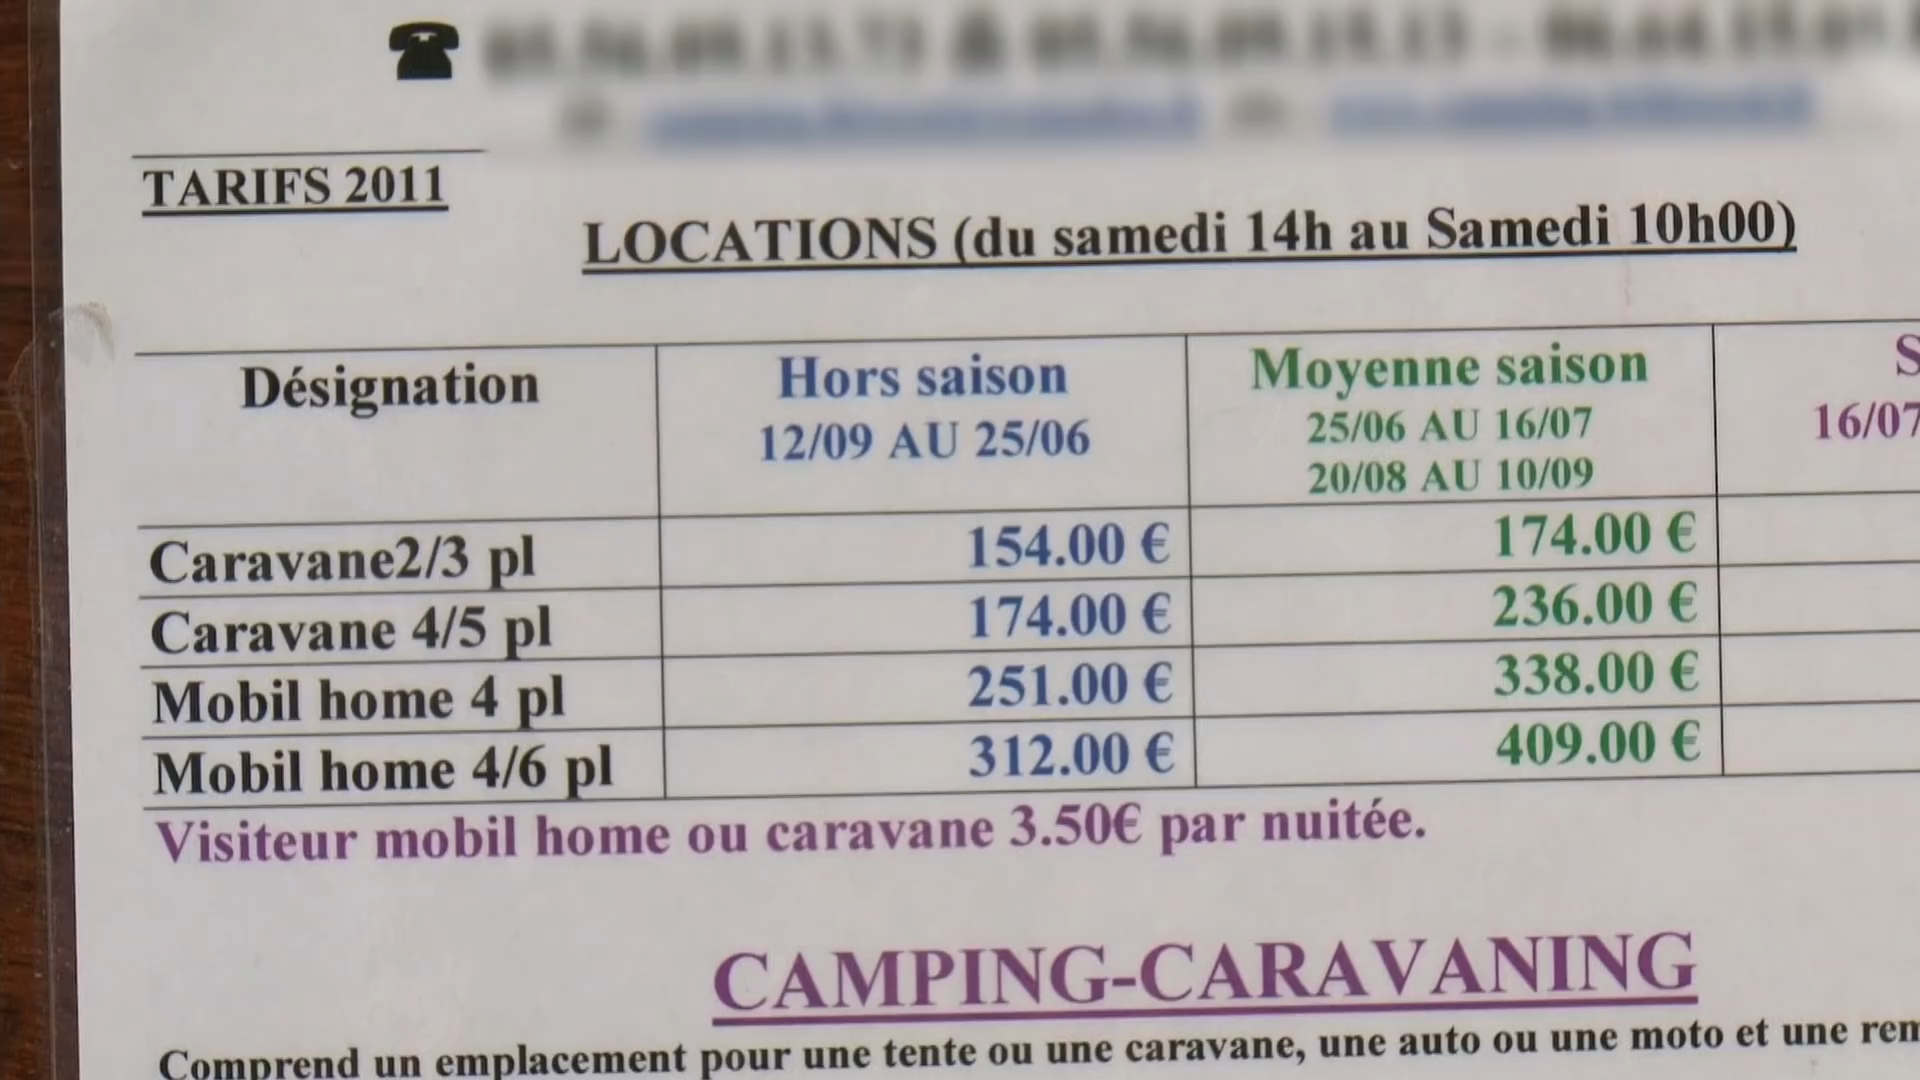 TARIFS 2011
LOCATIONS (du samedi 14h au Samedi 10h00)
Désignation Hors saison Moyenne saison
12/09 AU 25/06 25/06 AU 16/07 16/07
20/08 AU 10/09
Caravane2/3 pl 154.00 € 174.00 €
Caravane 4/5 pl 174.00 € 236.00 €
Mobil home 4 pl 251.00 € 338.00 €
Mobil home 4/6 pl 312.00 € 409.00 €
Visiteur mobil home ou caravane 3.50€ par nuitée.
CAMPING-CARAVANING
Comprend un emplacement pour une tente ou une caravane, une auto ou une moto et une rem